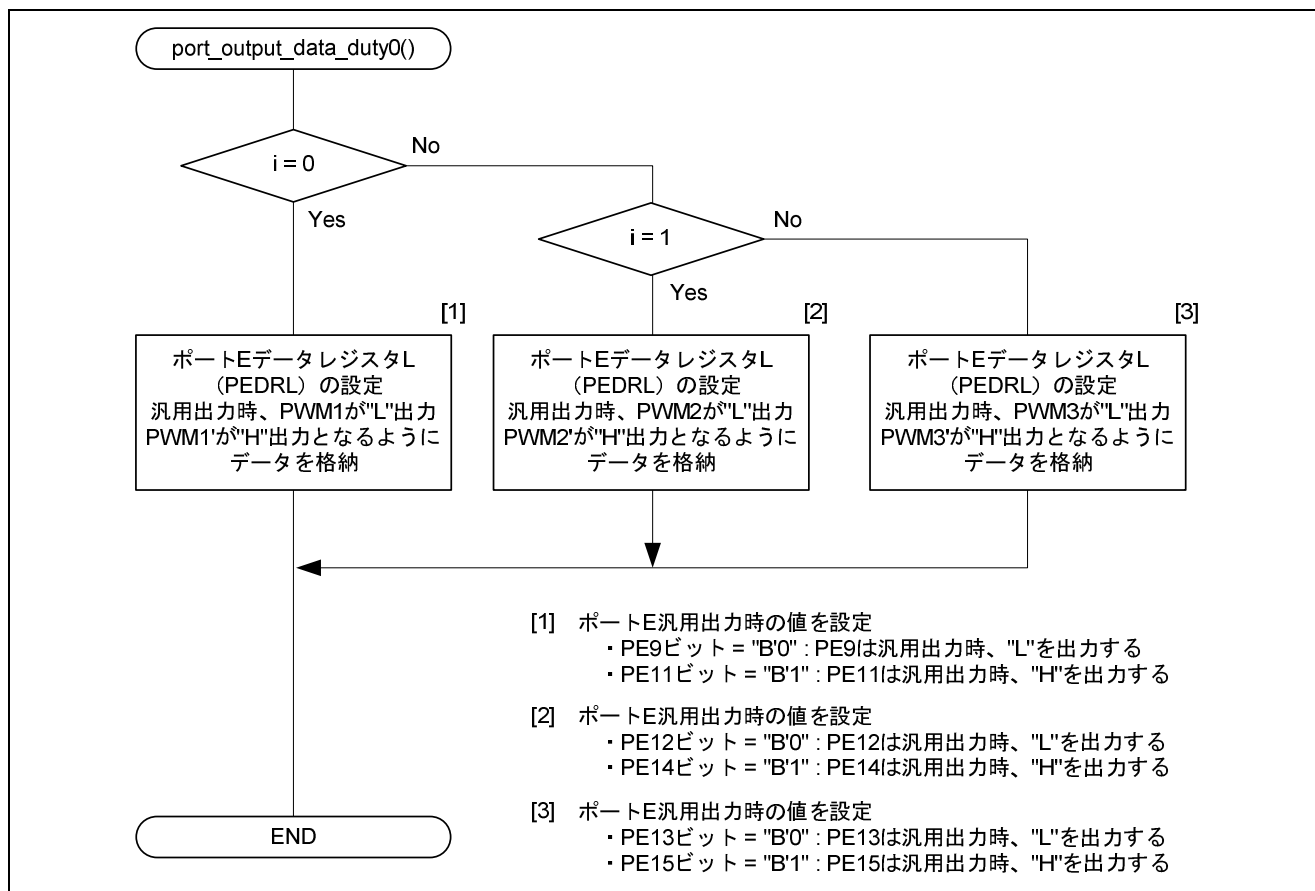 port_output_data_duty0()
i = 0
No
Yes
i = 1
No
Yes
[1]
ポートEデータレジスタL
（PEDRL）の設定
汎用出力時、PWM1が"L"出力
PWM1'が"H"出力となるように
データを格納
[2]
ポートEデータレジスタL
（PEDRL）の設定
汎用出力時、PWM2が"L"出力
PWM2'が"H"出力となるように
データを格納
[3]
ポートEデータレジスタL
（PEDRL）の設定
汎用出力時、PWM3が"L"出力
PWM3'が"H"出力となるように
データを格納
[1] ポートE汎用出力時の値を設定
・PE9ビット = "B'0" : PE9は汎用出力時、"L"を出力する
・PE11ビット = "B'1" : PE11は汎用出力時、"H"を出力する
[2] ポートE汎用出力時の値を設定
・PE12ビット = "B'0" : PE12は汎用出力時、"L"を出力する
・PE14ビット = "B'1" : PE14は汎用出力時、"H"を出力する
[3] ポートE汎用出力時の値を設定
・PE13ビット = "B'0" : PE13は汎用出力時、"L"を出力する
・PE15ビット = "B'1" : PE15は汎用出力時、"H"を出力する
END